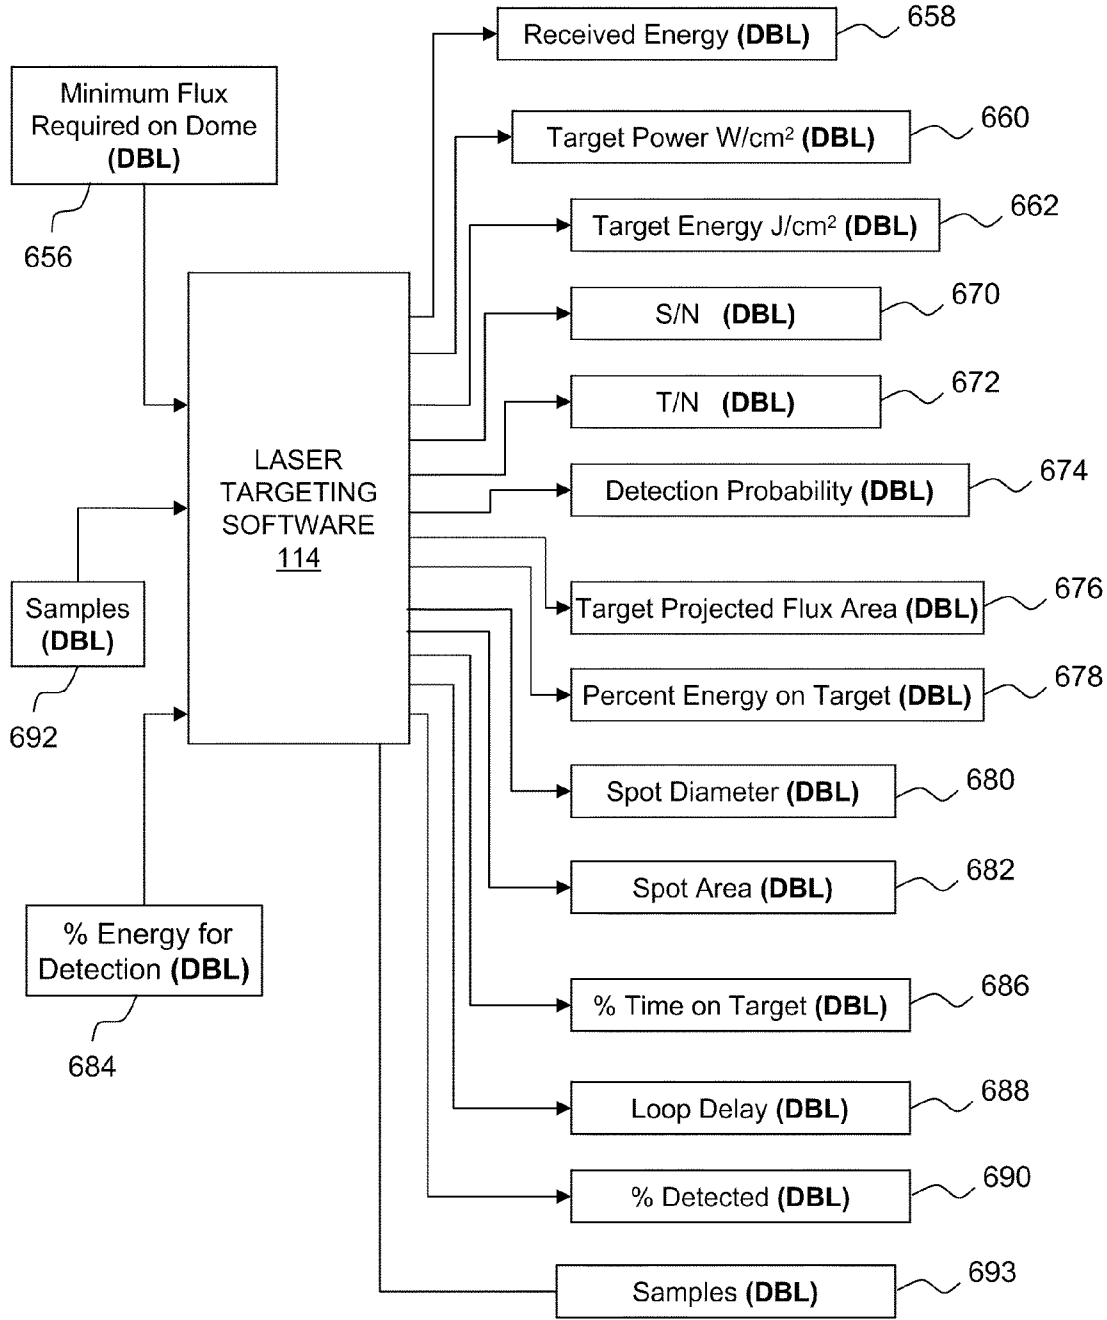 Received Energy (DBL)
658
Minimum Flux
Required on Dome
(DBL)
656
Target Power W/cm² (DBL)
660
Target Energy J/cm² (DBL)
662
S/N (DBL)
670
T/N (DBL)
672
LASER
TARGETING
SOFTWARE
114
Detection Probability (DBL)
674
Samples
(DBL)
692
Target Projected Flux Area (DBL)
676
Percent Energy on Target (DBL)
678
Spot Diameter (DBL)
680
Spot Area (DBL)
682
% Energy for
Detection (DBL)
684
% Time on Target (DBL)
686
Loop Delay (DBL)
688
% Detected (DBL)
690
Samples (DBL)
693